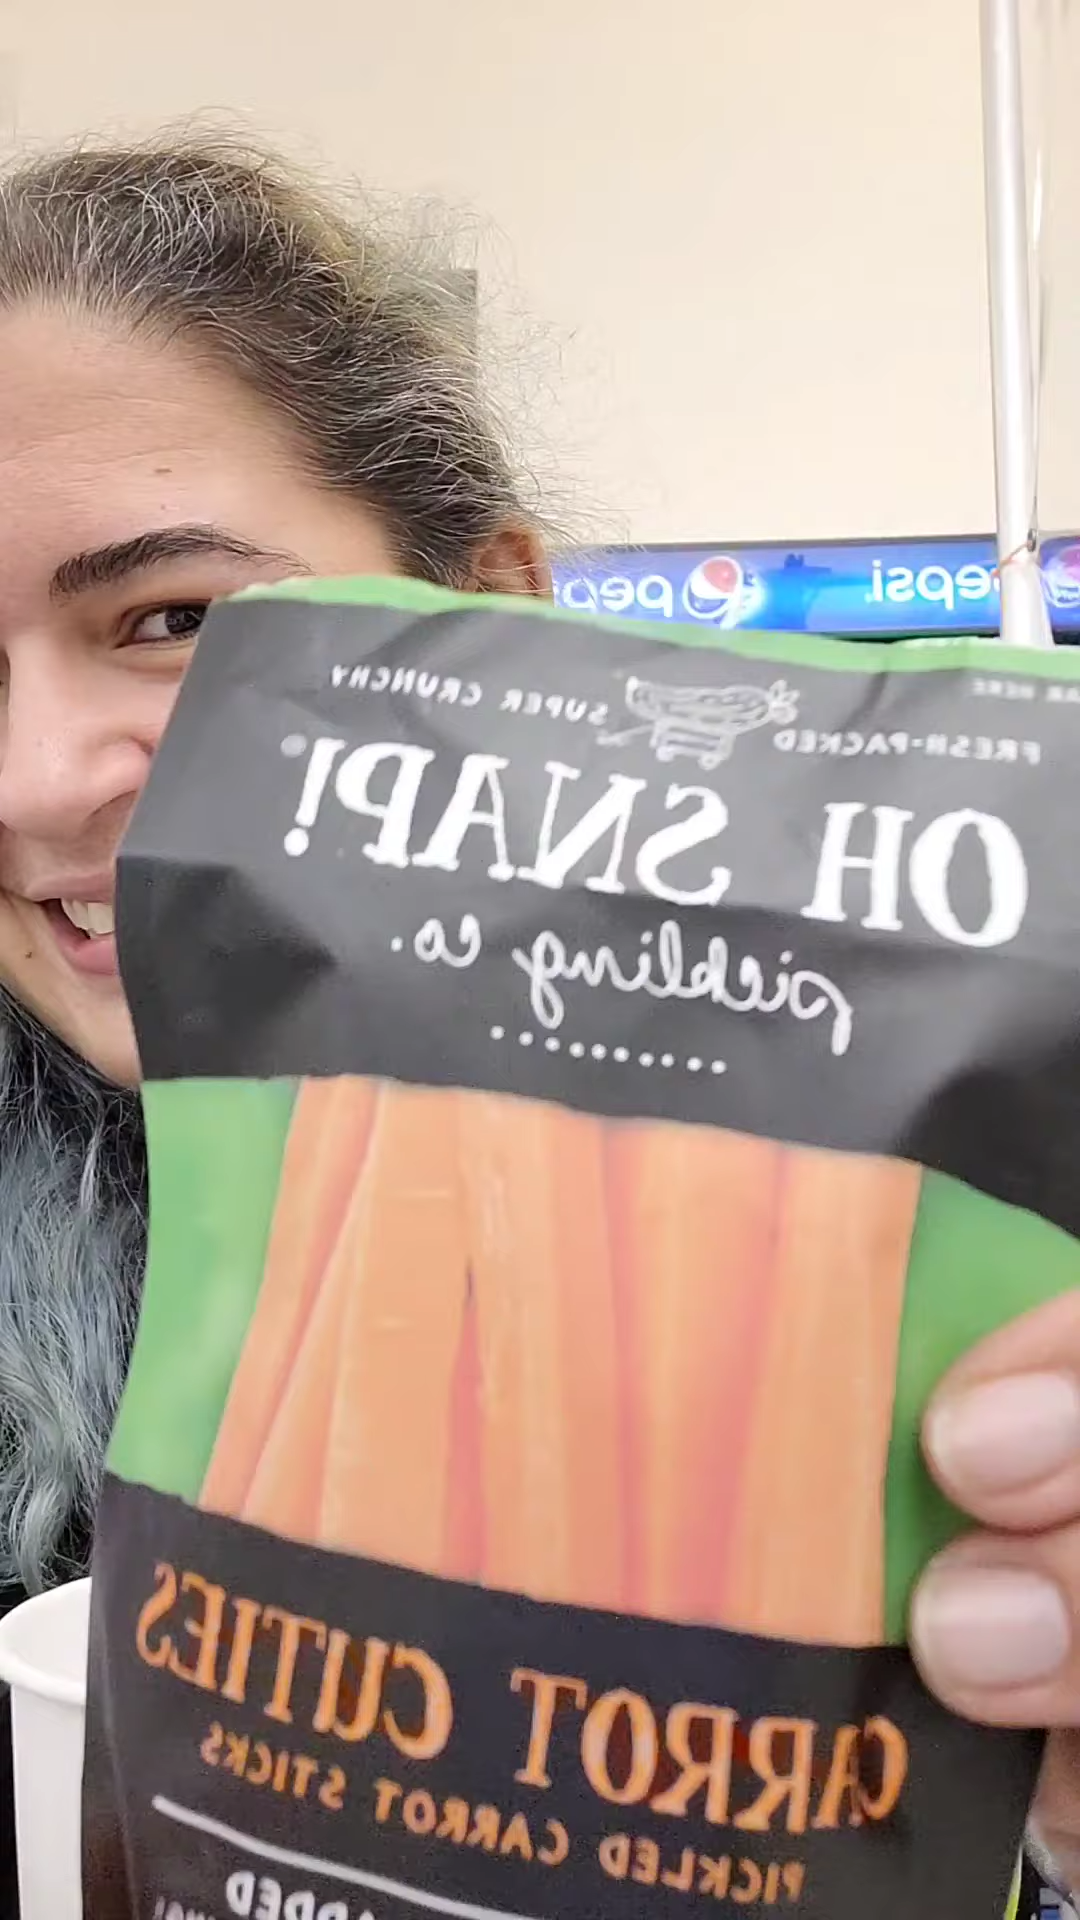 pepsi
pepsi
FRESH-PACKED SUPER CRUNCHY
OH SNAP!®
pickling co.
CARROT CUTIES
PICKLED CARROT STICKS